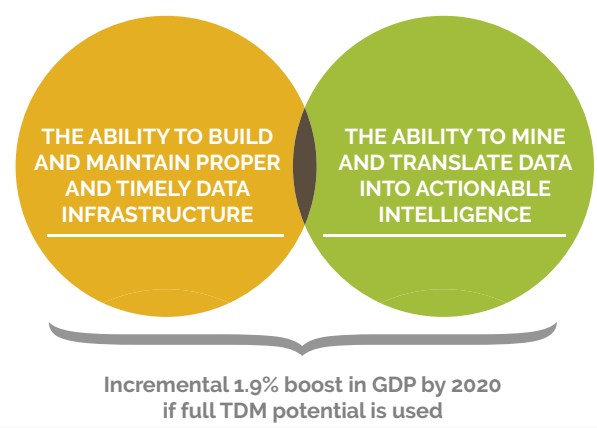 THE ABILITY TO BUILD
AND MAINTAIN PROPER
AND TIMELY DATA
INFRASTRUCTURE
THE ABILITY TO MINE
AND TRANSLATE DATA
INTO ACTIONABLE
INTELLIGENCE
Incremental 1.9% boost in GDP by 2020
if full TDM potential is used